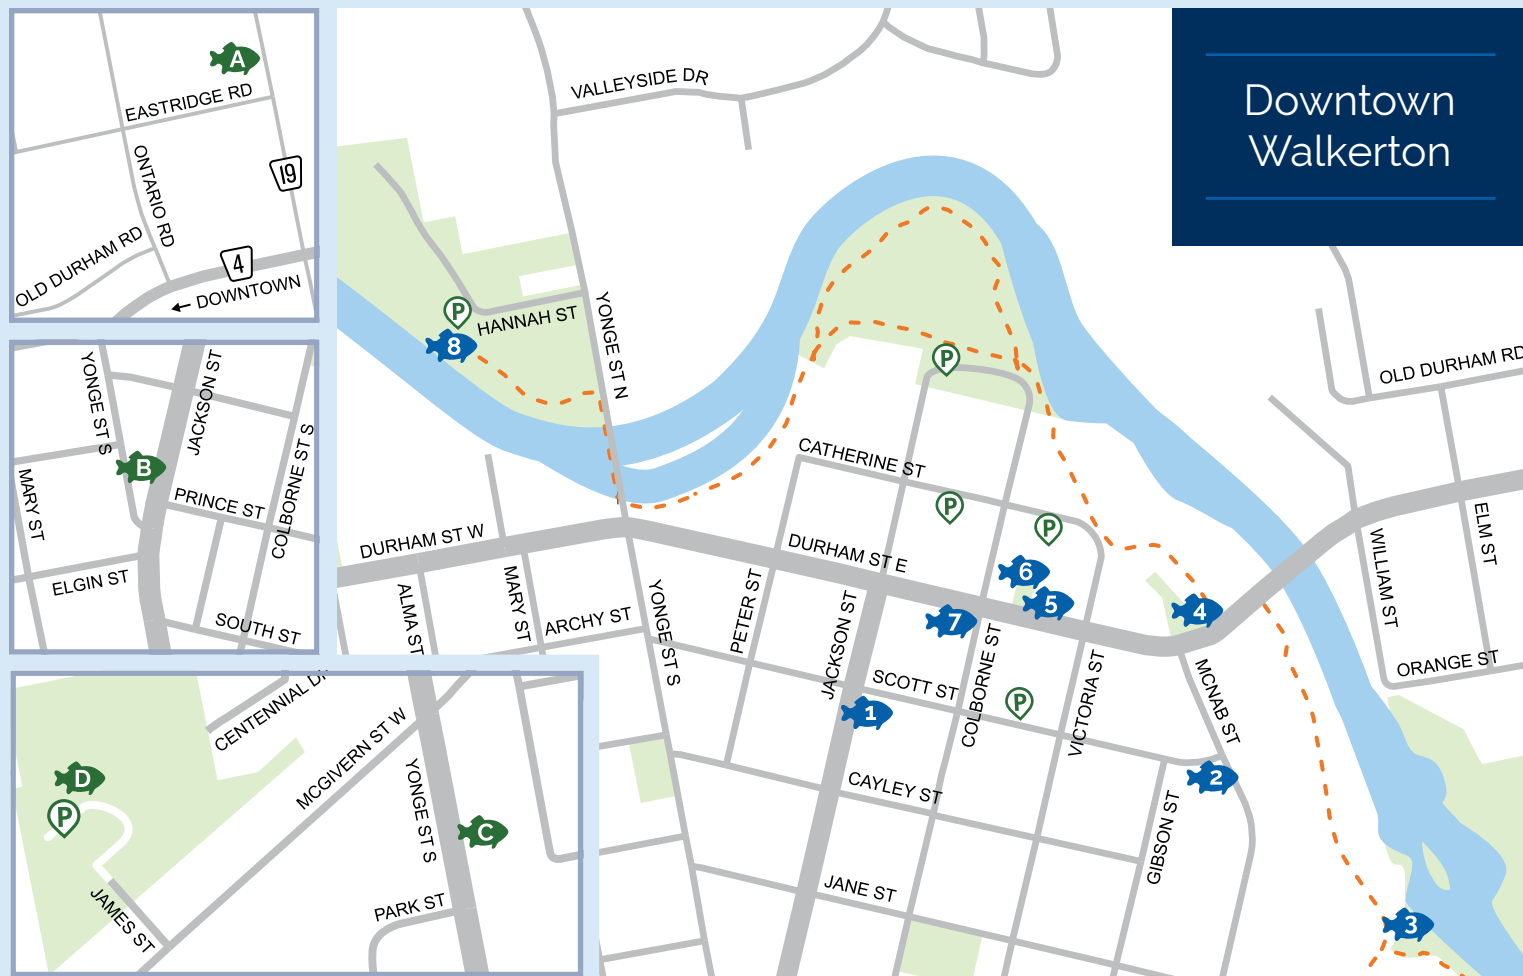 Downtown
Walkerton
A
EASTRIDGE RD
ONTARIO RD
19
OLD DURHAM RD
4
DOWNTOWN
YONGE ST S
JACKSON ST
COLBORNE ST S
B
MARY ST
PRINCE ST
ELGIN ST
SOUTH ST
CENTENNIAL DR
MCGIVERN ST W
D
P
YONGE ST S
C
JAMES ST
PARK ST
VALLEYSIDE DR
P
HANNAH ST
8
YONGE ST N
P
OLD DURHAM RD
CATHERINE ST
P
P
DURHAM ST W
DURHAM ST E
ELM ST
WILLIAM ST
6
5
4
7
ALMA ST
MARY ST
ARCHY ST
YONGE ST S
PETER ST
JACKSON ST
SCOTT ST
COLBORNE ST
P
VICTORIA ST
MCNAB ST
ORANGE ST
1
2
CAYLEY ST
GIBSON ST
JANE ST
3